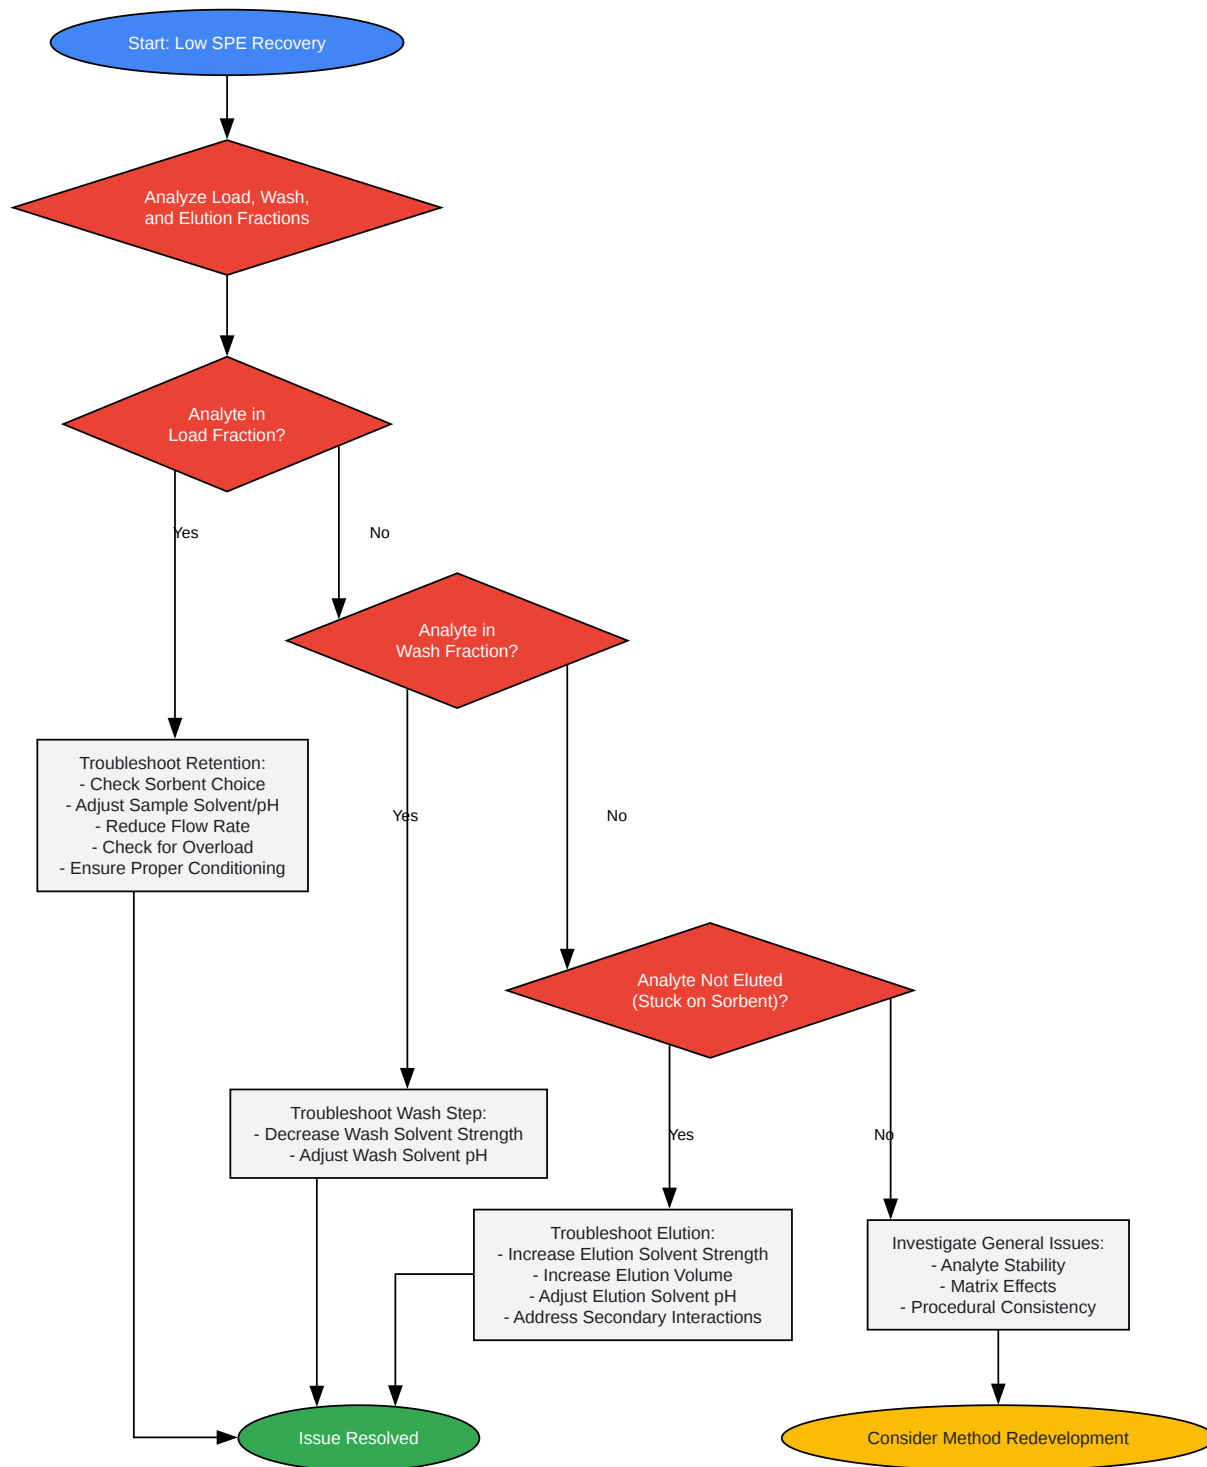 Start: Low SPE Recovery
Analyze Load, Wash,
and Elution Fractions
Analyte in
Load Fraction?
Yes
No
Analyte in
Wash Fraction?
Troubleshoot Retention:
- Check Sorbent Choice
- Adjust Sample Solvent/pH
- Reduce Flow Rate
- Check for Overload
- Ensure Proper Conditioning
Yes
No
Analyte Not Eluted
(Stuck on Sorbent)?
Troubleshoot Wash Step:
- Decrease Wash Solvent Strength
- Adjust Wash Solvent pH
Yes
No
Troubleshoot Elution:
- Increase Elution Solvent Strength
- Increase Elution Volume
- Adjust Elution Solvent pH
- Address Secondary Interactions
Investigate General Issues:
- Analyte Stability
- Matrix Effects
- Procedural Consistency
Issue Resolved
Consider Method Redevelopment